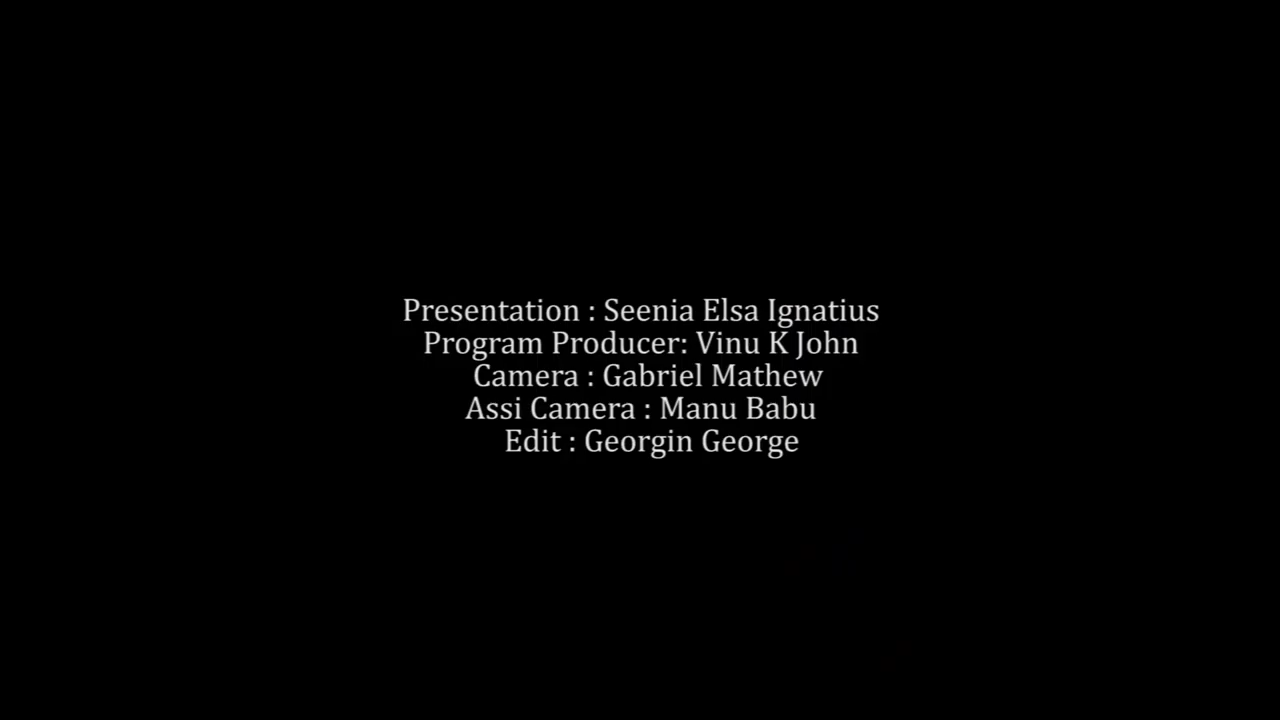 Presentation : Seenia Elsa Ignatius
Program Producer: Vinu K John
Camera : Gabriel Mathew
Assi Camera : Manu Babu
Edit : Georgin George